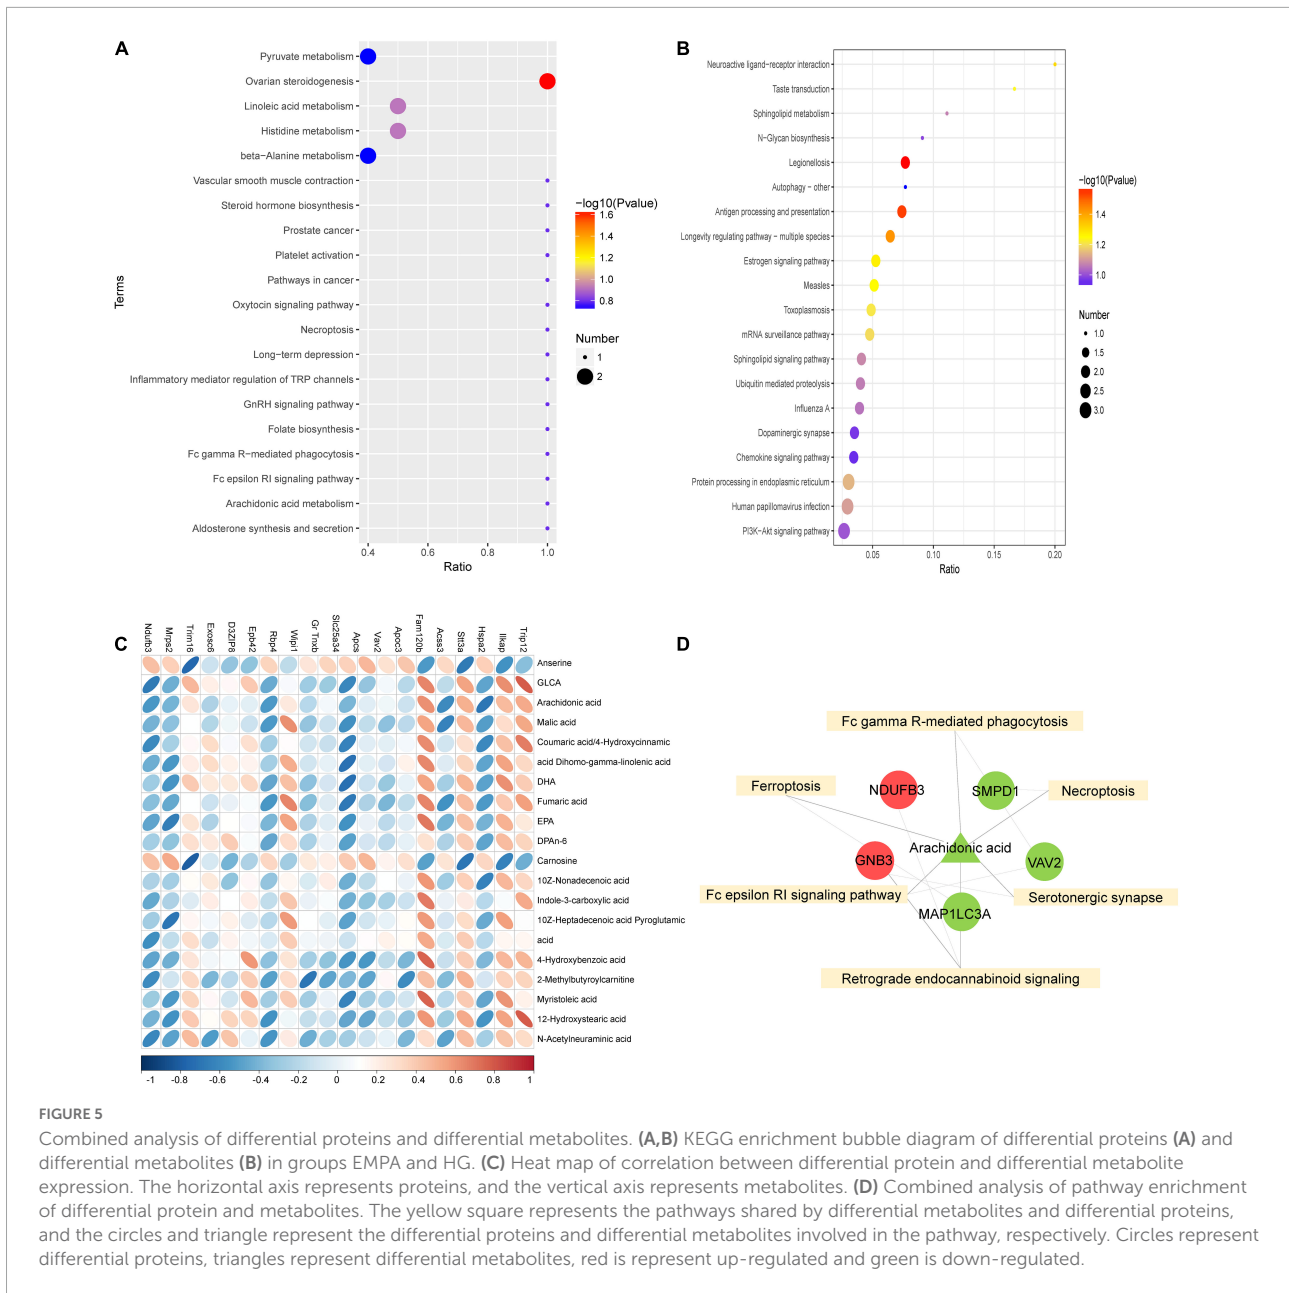 A
Pyruvate metabolism
Ovarian steroidogenesis
Linoleic acid metabolism
Histidine metabolism
beta−Alanine metabolism
Vascular smooth muscle contraction
Steroid hormone biosynthesis
Prostate cancer
Platelet activation
Pathways in cancer
Oxytocin signaling pathway
Necroptosis
Long−term depression
Inflammatory mediator regulation of TRP channels
GnRH signaling pathway
Folate biosynthesis
Fc gamma R−mediated phagocytosis
Fc epsilon RI signaling pathway
Arachidonic acid metabolism
Aldosterone synthesis and secretion
Terms
0.4 0.6 0.8 1.0
Ratio
−log10(Pvalue)
1.6
1.4
1.2
1.0
0.8
Number
1
2
B
Neuroactive ligand−receptor interaction
Taste transduction
Sphingolipid metabolism
N−Glycan biosynthesis
Legionellosis
Autophagy − other
Antigen processing and presentation
Longevity regulating pathway − multiple species
Estrogen signaling pathway
Measles
Toxoplasmosis
mRNA surveillance pathway
Sphingolipid signaling pathway
Ubiquitin mediated proteolysis
Influenza A
Dopaminergic synapse
Chemokine signaling pathway
Protein processing in endoplasmic reticulum
Human papillomavirus infection
PI3K−Akt signaling pathway
0.05 0.10 0.15 0.20
Ratio
−log10(Pvalue)
1.4
1.2
1.0
Number
1.0
1.5
2.0
2.5
3.0
C
Ndufb3
Mrps2
Trim16
Exosc6
D3ZIP8
Epb42
Rbp4
Wipi1
Gr Tnxb
Slc25a34
Apcs
Vav2
Apoc3
Fam120b
Acss3
Stt3a
Hspa2
Ilkap
Trip12
Anserine
GLCA
Arachidonic acid
Malic acid
Coumaric acid/4-Hydroxycinnamic
acid Dihomo-gamma-linolenic acid
DHA
Fumaric acid
EPA
DPAn-6
Carnosine
10Z-Nonadecenoic acid
Indole-3-carboxylic acid
10Z-Heptadecenoic acid Pyroglutamic
acid
4-Hydroxybenzoic acid
2-Methylbutyroylcarnitine
Myristoleic acid
12-Hydroxystearic acid
N-Acetylneuraminic acid
-1 -0.8 -0.6 -0.4 -0.2 0 0.2 0.4 0.6 0.8 1
D
Fc gamma R-mediated phagocytosis
Ferroptosis
NDUFB3
SMPD1
Necroptosis
Arachidonic acid
GNB3
VAV2
Fc epsilon RI signaling pathway
Serotonergic synapse
MAP1LC3A
Retrograde endocannabinoid signaling
FIGURE 5
Combined analysis of differential proteins and differential metabolites. (A,B) KEGG enrichment bubble diagram of differential proteins (A) and
differential metabolites (B) in groups EMPA and HG. (C) Heat map of correlation between differential protein and differential metabolite
expression. The horizontal axis represents proteins, and the vertical axis represents metabolites. (D) Combined analysis of pathway enrichment
of differential protein and metabolites. The yellow square represents the pathways shared by differential metabolites and differential proteins,
and the circles and triangle represent the differential proteins and differential metabolites involved in the pathway, respectively. Circles represent
differential proteins, triangles represent differential metabolites, red is represent up-regulated and green is down-regulated.